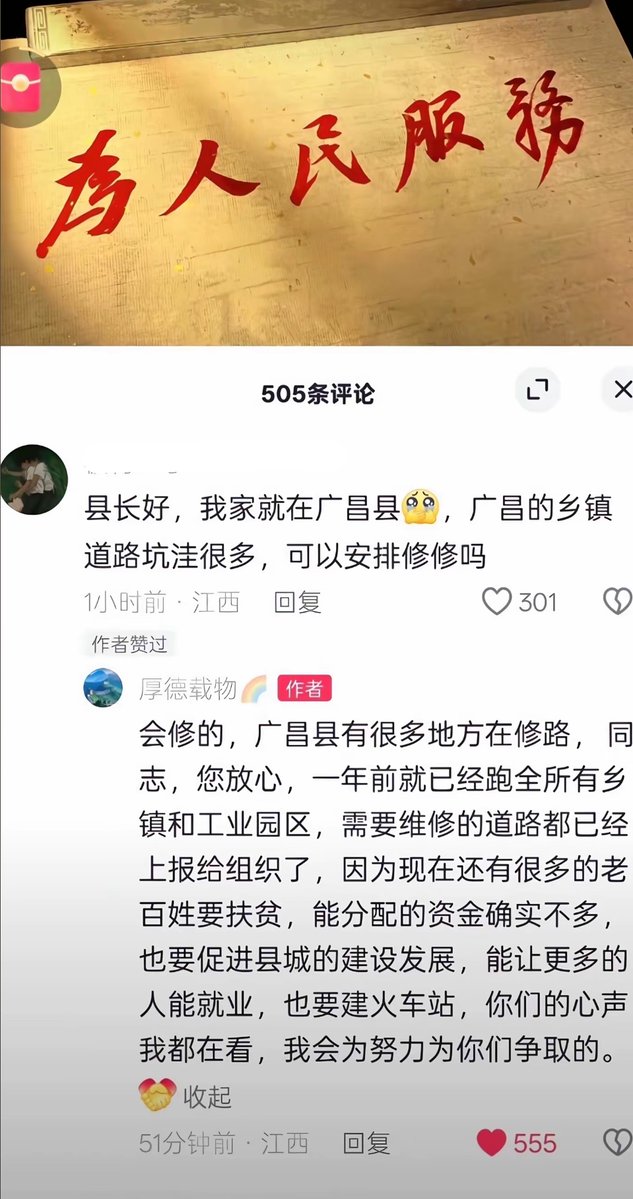 為人民服務
505条评论
县长好，我家就在广昌县🥹，广昌的乡镇
道路坑洼很多，可以安排修修吗
1小时前 · 江西 回复 301
作者赞过
厚德载物🌈 作者
会修的，广昌县有很多地方在修路， 同
志，您放心，一年前就已经跑全所有乡
镇和工业园区，需要维修的道路都已经
上报给组织了，因为现在还有很多的老
百姓要扶贫，能分配的资金确实不多，
也要促进县城的建设发展，能让更多的
人能就业，也要建火车站，你们的心声
我都在看，我会为努力为你们争取的。
收起
51分钟前 · 江西 回复 555